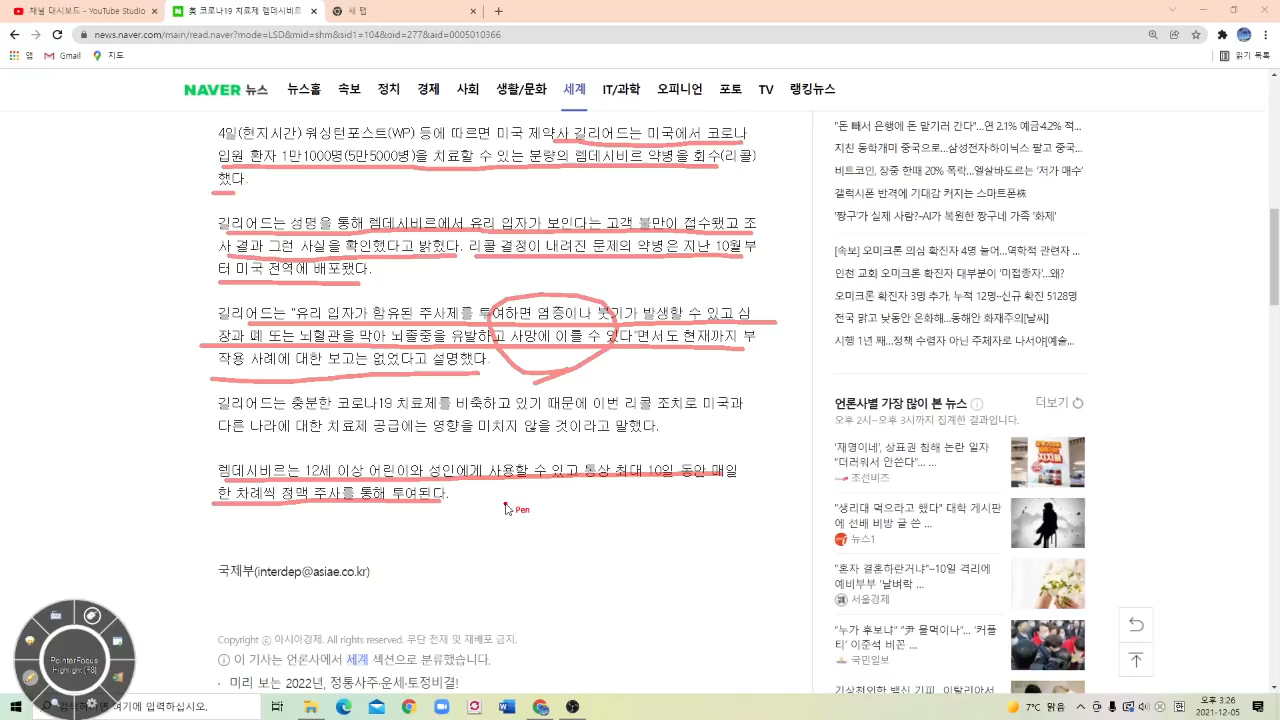 재널 대시보드 - YouTube Studio
美 코로나19 치료제 렘데시비르
새 탭
news.naver.com/main/read.naver?mode=LSD&mid=shm&sid1=104&oid=277&aid=0005010366
앱
Gmail
지도
읽기 목록
NAVER 뉴스 뉴스홈 속보 정치 경제 사회 생활/문화 세계 IT/과학 오피니언 포토 TV 랭킹뉴스
4일(현지시간) 워싱턴포스트(WP) 등에 따르면 미국 제약사 길리어드는 미국에서 코로나
입원 환자 1만1000명(5만5000병)을 치료할 수 있는 분량의 렘데시비르 약병을 회수(리콜)
했다.
길리어드는 성명을 통해 렘데시비르에서 유리 입자가 보인다는 고객 불만이 접수됐고 조
사 결과 그런 사실을 확인했다고 밝혔다. 리콜 결정이 내려진 문제의 약병은 지난 10월부
터 미국 전역에 배포됐다.
길리어드는 "유리 입자가 함유된 주사제를 투여하면 염증이나 붓기가 발생할 수 있고 심
장과 폐 또는 뇌혈관을 막아 뇌졸중을 유발하고 사망에 이를 수 있다"면서도 현재까지 부
작용 사례에 대한 보고는 없었다고 설명했다.
길리어드는 충분한 코로나19 치료제를 비축하고 있기 때문에 이번 리콜 조치로 미국과
다른 나라에 대한 치료제 공급에는 영향을 미치지 않을 것이라고 말했다.
렘데시비르는 12세 이상 어린이와 성인에게 사용할 수 있고 통상 최대 10일 동안 매일
한 차례씩 정맥 주사를 통해 투여된다.
Pen
국제부(interdep@asiae.co.kr)
Copyright ⓒ 아시아경제. All rights reserved. 무단 전재 및 재배포 금지.
이 기사는 언론사에서 세계 섹션으로 분류했습니다.
미리 보는 2022년, 정통사주·운세·토정비결!
"돈 빼서 은행에 돈 맡기러 간다"…연 2.1% 예금·4.2% 적...
지친 동학개미 중국으로…삼성전자·하이닉스 팔고 중국...
비트코인, 장중 한때 20% 폭락…엘살바도르는 '저가 매수'
갤럭시폰 반격에 기대감 커지는 스마트폰株
'짱구'가 실제 사람?…AI가 복원한 짱구네 가족 '화제'
[속보] 오미크론 의심 확진자 4명 늘어…역학적 관련자 ...
인천 교회 오미크론 확진자 대부분이 '미접종자'…왜?
오미크론 확진자 3명 추가, 누적 12명…신규 확진 5128명
전국 맑고 낮동안 온화해…동해안 화재주의[날씨]
시행 1년 째…정책 수령자 아닌 주체자로 나서야[예술...
언론사별 가장 많이 본 뉴스
더보기
오후 2시~오후 3시까지 집계한 결과입니다.
'재명이네', 상표권 침해 논란 일자
"더러워서 안쓴다"… ...
조선비즈
"생리대 먹으라고 했다" 대학 게시판
에 선배 비방 글 쓴 ...
뉴스1
"혼자 결혼하란거냐"…10일 격리에
예비부부 '날벼락 ...
서울경제
"누가 후보냐" "尹 물먹이나"… '커플
티' 이준석 비꼰 ...
국민일보
기상천외한 백신 기피, 이탈리아서
PointerFocus
Highlight [F8]
검색하려면 여기에 입력하십시오.
7°C 맑음
오후 3:26
2021-12-05